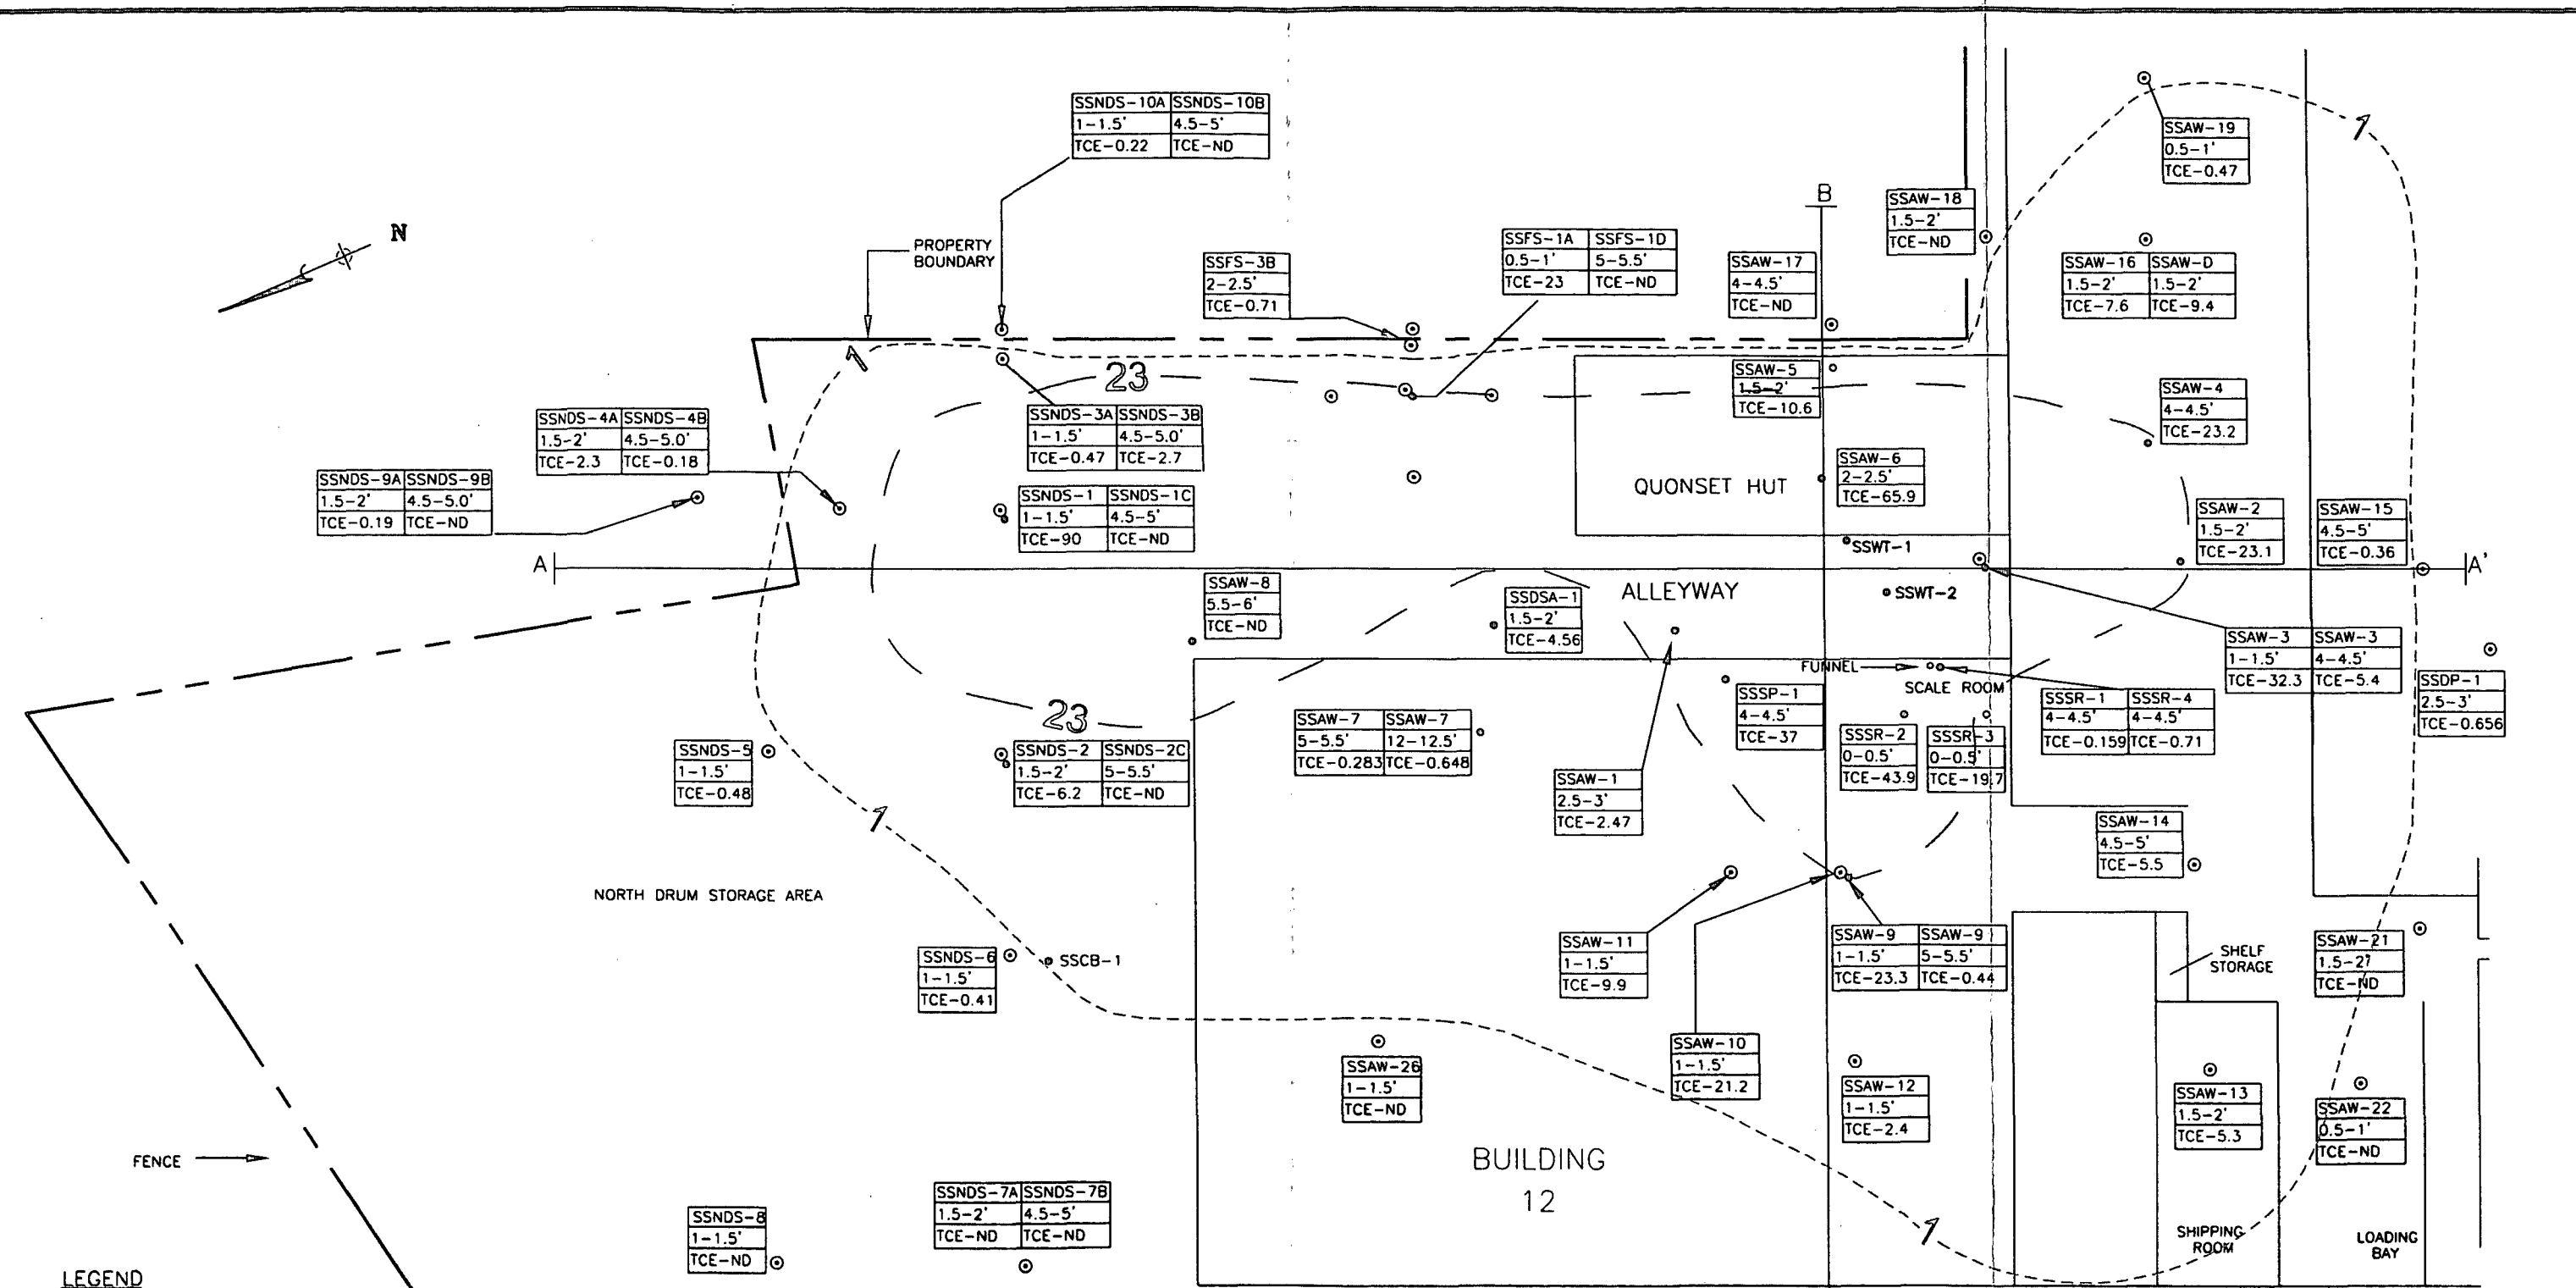 SSNDS-10A SSNDS-10B
1-1.5' 4.5-5'
TCE-0.22 TCE-ND
1
SSAW-19
0.5-1'
TCE-0.47
N
PROPERTY
BOUNDARY
B
SSAW-18
1.5-2'
TCE-ND
SSFS-3B
2-2.5'
TCE-0.71
SSFS-1A SSFS-1D
0.5-1' 5-5.5'
TCE-23 TCE-ND
SSAW-17
4-4.5'
TCE-ND
SSAW-16 SSAW-D
1.5-2' 1.5-2'
TCE-7.6 TCE-9.4
1
23
SSAW-5
1.5-2'
TCE-10.6
SSAW-4
4-4.5'
TCE-23.2
SSNDS-4A SSNDS-4B
1.5-2' 4.5-5.0'
TCE-2.3 TCE-0.18
SSNDS-3A SSNDS-3B
1-1.5' 4.5-5.0'
TCE-0.47 TCE-2.7
SSNDS-9A SSNDS-9B
1.5-2' 4.5-5.0'
TCE-0.19 TCE-ND
SSNDS-1 SSNDS-1C
1-1.5' 4.5-5'
TCE-90 TCE-ND
QUONSET HUT
SSAW-6
2-2.5'
TCE-65.9
SSAW-2
1.5-2'
TCE-23.1
SSAW-15
4.5-5'
TCE-0.36
SSWT-1
A
A'
SSAW-8
5.5-6'
TCE-ND
SSDSA-1
1.5-2'
TCE-4.56
ALLEYWAY
SSWT-2
SSAW-3 SSAW-3
1-1.5' 4-4.5'
TCE-32.3 TCE-5.4
FUNNEL
SCALE ROOM
SSDP-1
2.5-3'
TCE-0.656
SSSP-1
4-4.5'
TCE-37
SSSR-1 SSSR-4
4-4.5' 4-4.5'
TCE-0.159 TCE-0.71
23
SSAW-7 SSAW-7
5-5.5' 12-12.5'
TCE-0.283 TCE-0.648
SSSR-2
0-0.5'
TCE-43.9
SSSR-3
0-0.5'
TCE-19.7
SSNDS-5
1-1.5'
TCE-0.48
SSNDS-2 SSNDS-2C
1.5-2' 5-5.5'
TCE-6.2 TCE-ND
SSAW-1
2.5-3'
TCE-2.47
1
SSAW-14
4.5-5'
TCE-5.5
NORTH DRUM STORAGE AREA
SSNDS-6
1-1.5'
TCE-0.41
SSCB-1
SSAW-11
1-1.5'
TCE-9.9
SSAW-9 SSAW-9
1-1.5' 5-5.5'
TCE-23.3 TCE-0.44
SHELF
STORAGE
SSAW-21
1.5-2'
TCE-ND
SSAW-26
1-1.5'
TCE-ND
SSAW-10
1-1.5'
TCE-21.2
SSAW-12
1-1.5'
TCE-2.4
SSAW-13
1.5-2'
TCE-5.3
SSAW-22
0.5-1'
TCE-ND
FENCE
BUILDING
12
SSNDS-8
1-1.5'
TCE-ND
SSNDS-7A SSNDS-7B
1.5-2' 4.5-5'
TCE-ND TCE-ND
1
SHIPPING
ROOM
LOADING
BAY
LEGEND